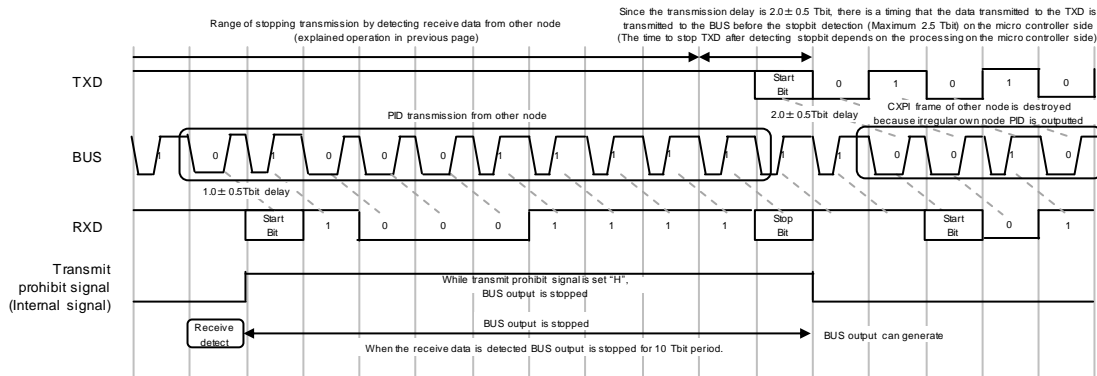 Since the transmission delay is 2.0± 0.5 Tbit, there is a timing that the data transmitted to the TXD is
transmitted to the BUS before the stopbit detection (Maximum 2.5 Tbit) on the micro controller side
(The time to stop TXD after detecting stopbit depends on the processing on the micro controller side)
Range of stopping transmission by detecting receive data from other node
(explained operation in previous page)
TXD
Start
Bit
0 1 0 1 0
2.0± 0.5Tbit delay
CXPI frame of other node is destroyed
because irregular own node PID is outputted
PID transmission from other node
BUS
1 0 1 0 0 0 1 1 1 1 1 1 0 0 1 0
1.0± 0.5Tbit delay
RXD
Start
Bit
1 0 0 0 1 1 1 1
Stop
Bit
Start
Bit
0 1
Transmit
prohibit signal
(Internal signal)
While transmit prohibit signal is set “H”,
BUS output is stopped
Receive
detect
BUS output is stopped
When the receive data is detected BUS output is stopped for 10 Tbit period.
BUS output can generate